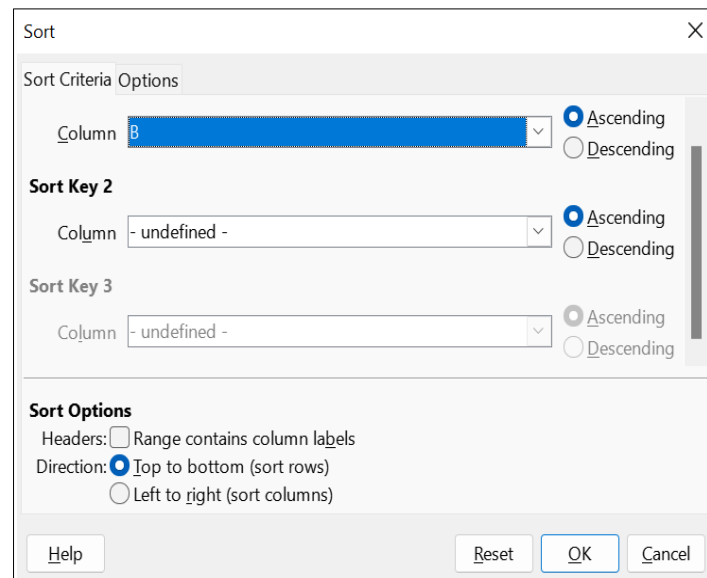 Sort
Sort Criteria Options
Column B Ascending
Descending
Sort Key 2
Column - undefined - Ascending
Descending
Sort Key 3
Column - undefined - Ascending
Descending
Sort Options
Headers: Range contains column labels
Direction: Top to bottom (sort rows)
Left to right (sort columns)
Help Reset OK Cancel